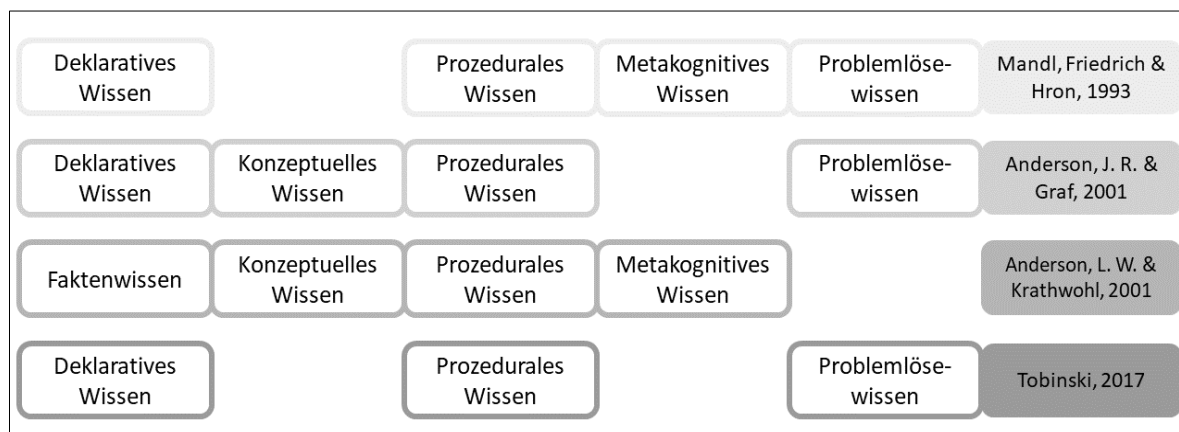 Deklaratives
Wissen
Prozedurales
Wissen
Metakognitives
Wissen
Problemlöse-
wissen
Mandl, Friedrich &
Hron, 1993
Deklaratives
Wissen
Konzeptuelles
Wissen
Prozedurales
Wissen
Problemlöse-
wissen
Anderson, J. R. &
Graf, 2001
Faktenwissen
Konzeptuelles
Wissen
Prozedurales
Wissen
Metakognitives
Wissen
Anderson, L. W. &
Krathwohl, 2001
Deklaratives
Wissen
Prozedurales
Wissen
Problemlöse-
wissen
Tobinski, 2017